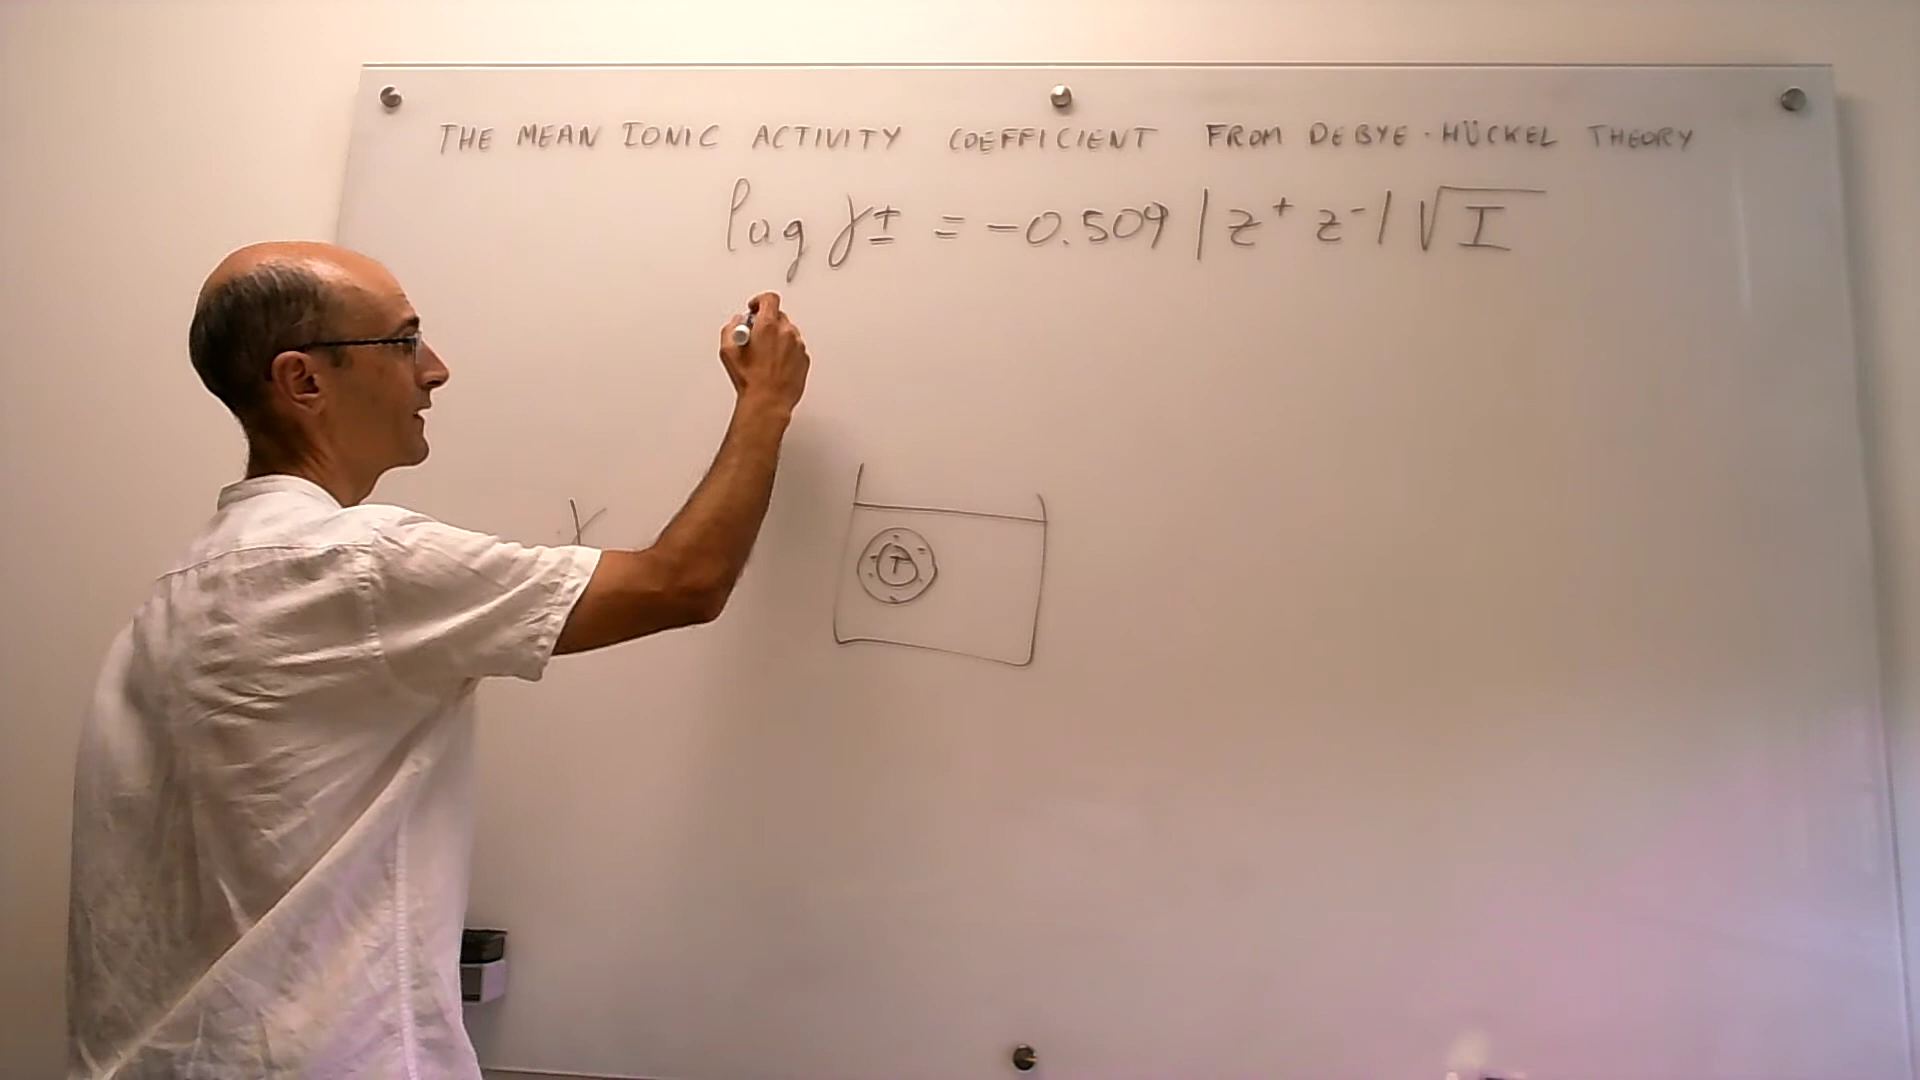 THE MEAN IONIC ACTIVITY COEFFICIENT FROM DEBYE-HÜCKEL THEORY
log γ± = -0.509 |z⁺ z⁻| √I
γ
+